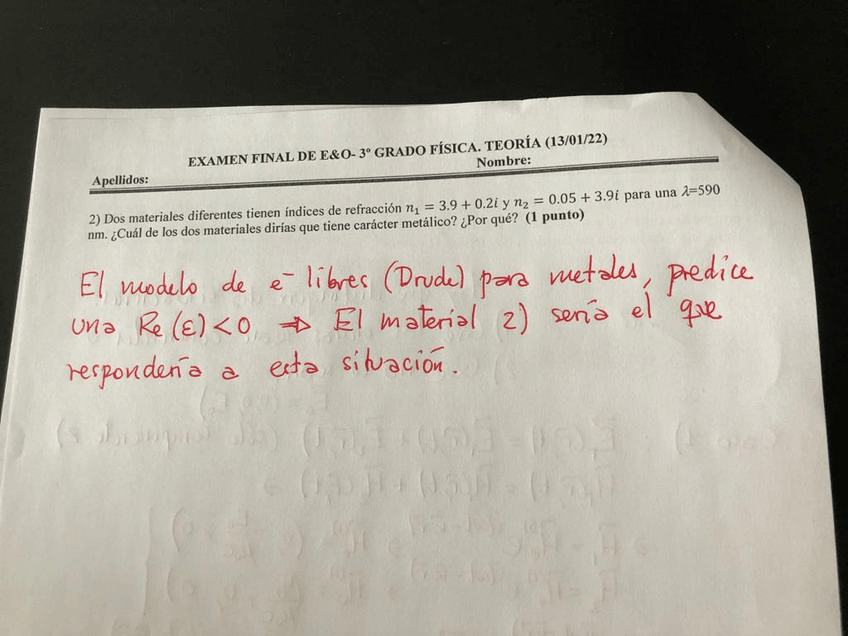 EXAMEN FINAL DE E&O- 3º GRADO FÍSICA. TEORÍA (13/01/22)
Apellidos: Nombre:
2) Dos materiales diferentes tienen índices de refracción n₁ = 3.9 + 0.2i y n₂ = 0.05 + 3.9i para una λ=590
nm. ¿Cuál de los dos materiales dirías que tiene carácter metálico? ¿Por qué? (1 punto)
El modelo de e⁻ libres (Drude) para metales, predice
una Re(ε)<0 ⇒ El material 2) sería el que
respondería a esta situación.